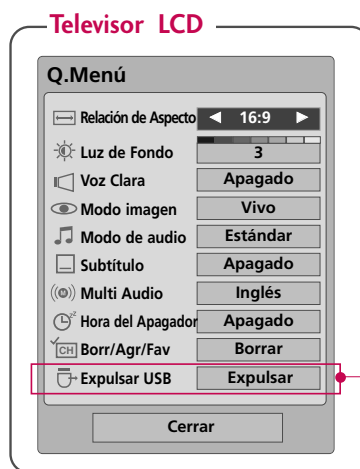 Televisor LCD
Q.Menú
Relación de Aspecto 16:9
Luz de Fondo 3
Voz Clara Apagado
Modo imagen Vivo
Modo de audio Estándar
Subtítulo Apagado
Multi Audio Inglés
z z Hora del Apagador Apagado
CH Borr/Agr/Fav Borrar
Expulsar USB Expulsar
Cerrar